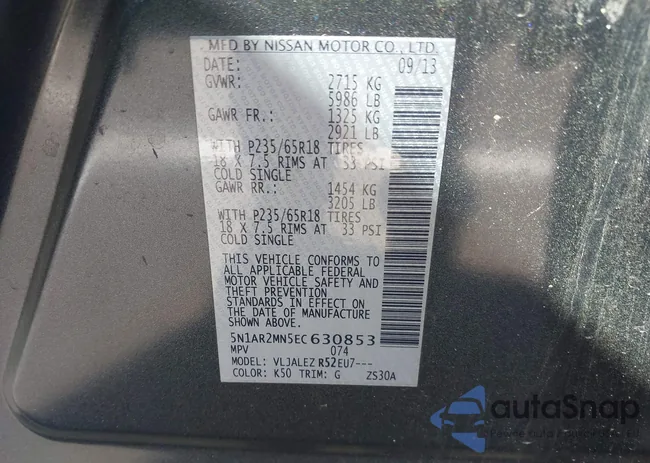 MFD BY NISSAN MOTOR CO., LTD.
DATE: 09/13
GVWR: 2715 KG
5986 LB
GAWR FR.: 1325 KG
2921 LB
WITH P235/65R18 TIRES
18 X 7.5 RIMS AT 33 PSI
COLD SINGLE
GAWR RR.: 1454 KG
3205 LB
WITH P235/65R18 TIRES
18 X 7.5 RIMS AT 33 PSI
COLD SINGLE
THIS VEHICLE CONFORMS TO
ALL APPLICABLE FEDERAL
MOTOR VEHICLE SAFETY AND
THEFT PREVENTION
STANDARDS IN EFFECT ON
THE DATE OF MANUFACTURE
SHOWN ABOVE.
5N1AR2MN5EC630853
MPV 074
MODEL: VLJALEZ R52EU7---
COLOR: K50 TRIM: G ZS30A
autoSnap